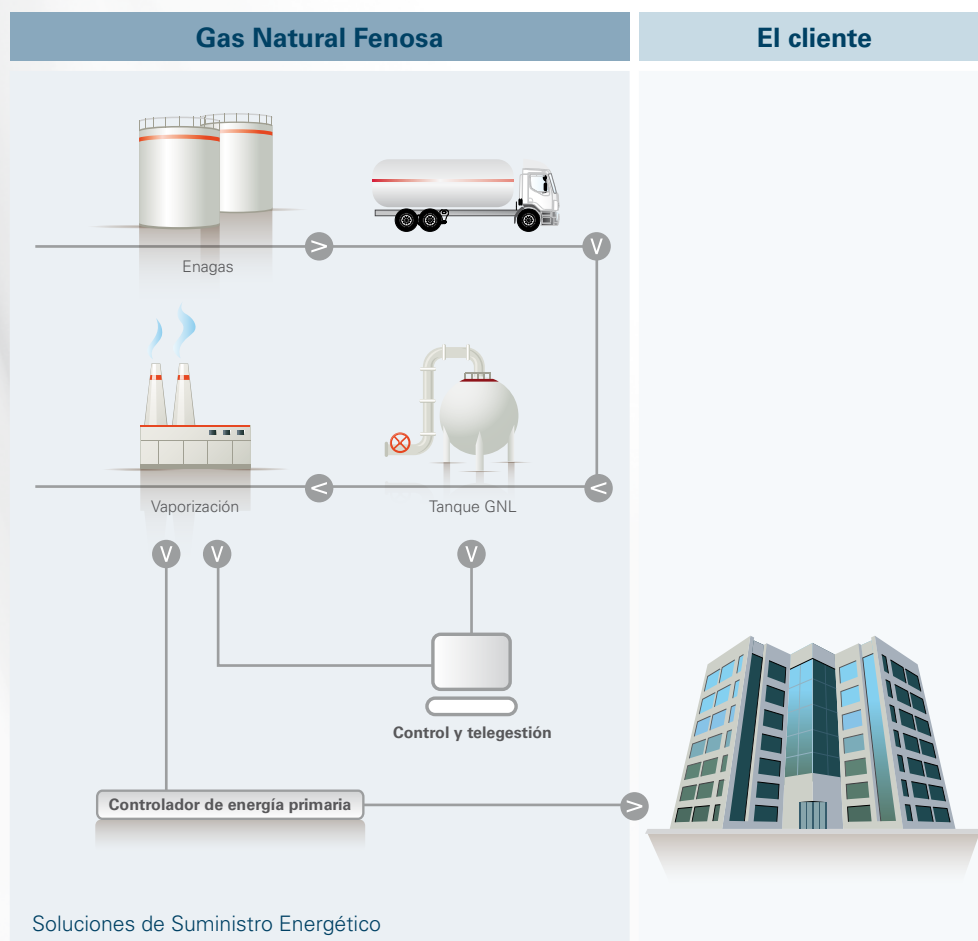 Gas Natural Fenosa
El cliente
Enagas
Vaporización
Tanque GNL
Control y telegestión
Controlador de energía primaria
Soluciones de Suministro Energético